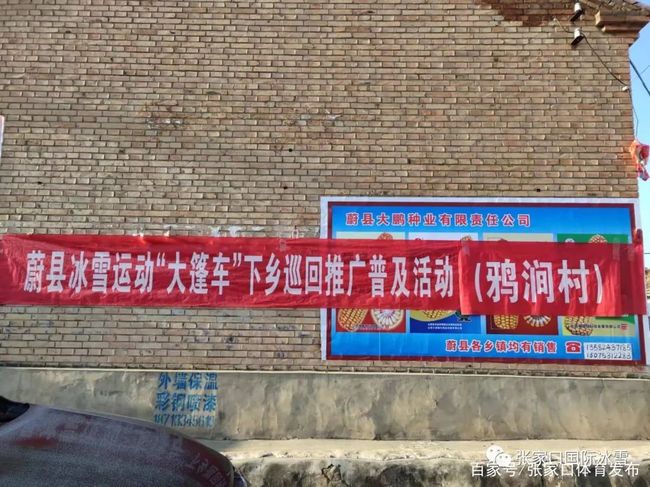 蔚县大鹏种业有限责任公司
蔚县冰雪运动“大篷车”下乡巡回推广普及活动（鸦涧村）
蔚县各乡镇均有销售
外墙保温
彩钢喷漆
张家口国际冰雪
百家号/张家口体育发布